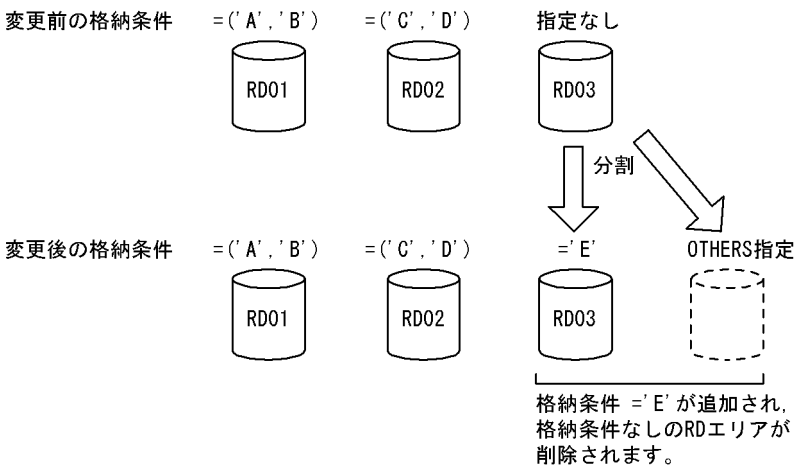 変更前の格納条件 =('A','B') =('C','D') 指定なし
RD01 RD02 RD03
分割
変更後の格納条件 =('A','B') =('C','D') ='E' OTHERS指定
RD01 RD02 RD03
格納条件 ='E'が追加され,
格納条件なしのRDエリアが
削除されます。